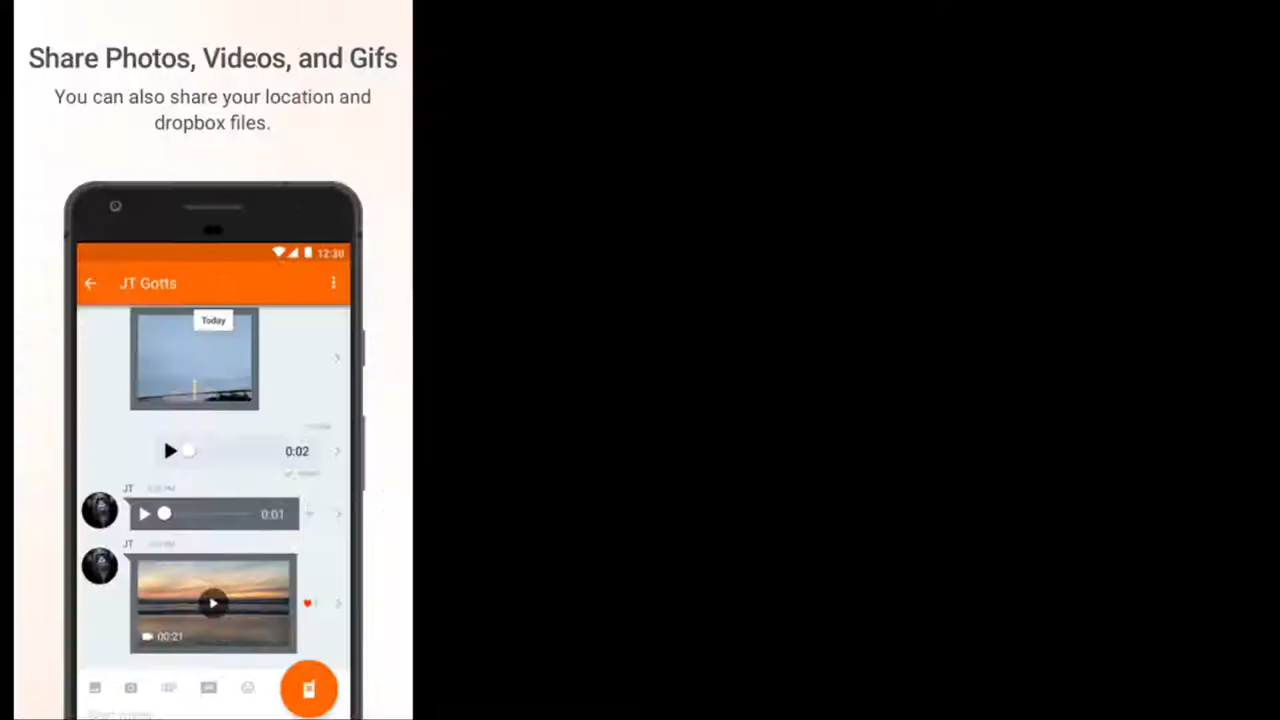 Share Photos, Videos, and Gifs
You can also share your location and
dropbox files.
12:30
JT Gotts
Today
0:02
JT
0:01
JT
00:21